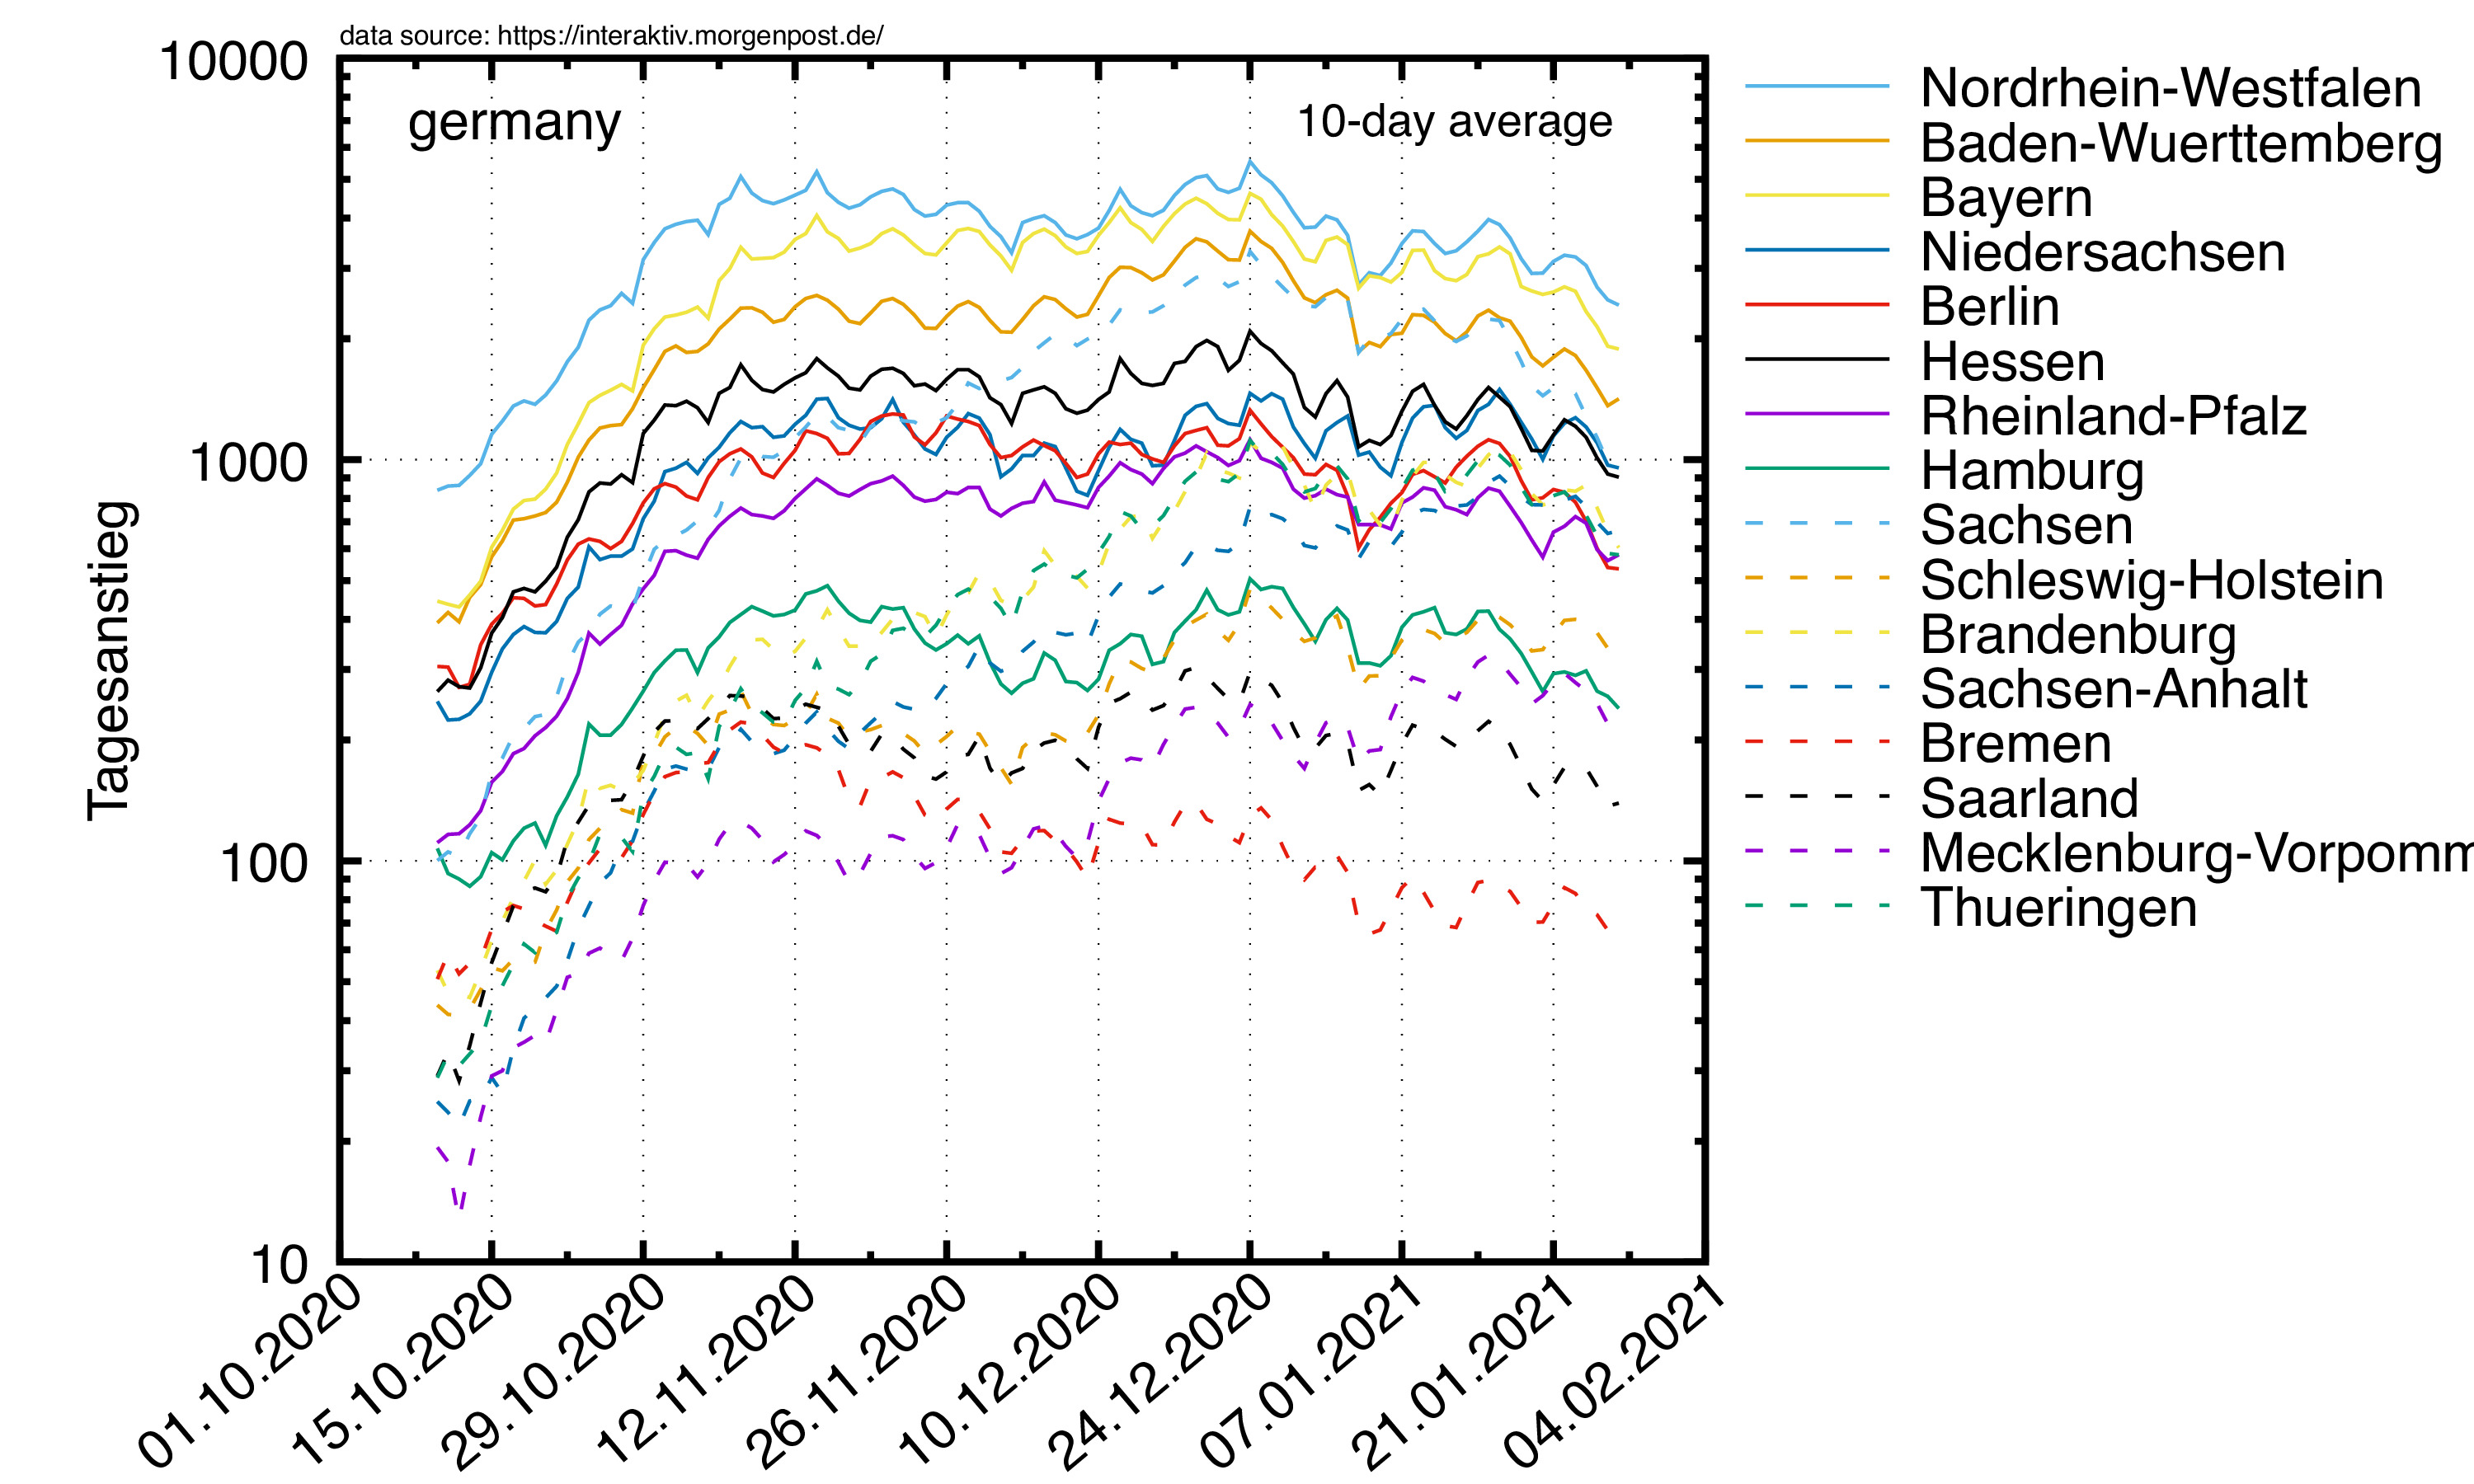 data source: https://interaktiv.morgenpost.de/
10000
1000
100
10
Tagesanstieg
germany
10-day average
01.10.2020
15.10.2020
29.10.2020
12.11.2020
26.11.2020
10.12.2020
24.12.2020
07.01.2021
21.01.2021
04.02.2021
Nordrhein-Westfalen
Baden-Wuerttemberg
Bayern
Niedersachsen
Berlin
Hessen
Rheinland-Pfalz
Hamburg
Sachsen
Schleswig-Holstein
Brandenburg
Sachsen-Anhalt
Bremen
Saarland
Mecklenburg-Vorpomm
Thueringen